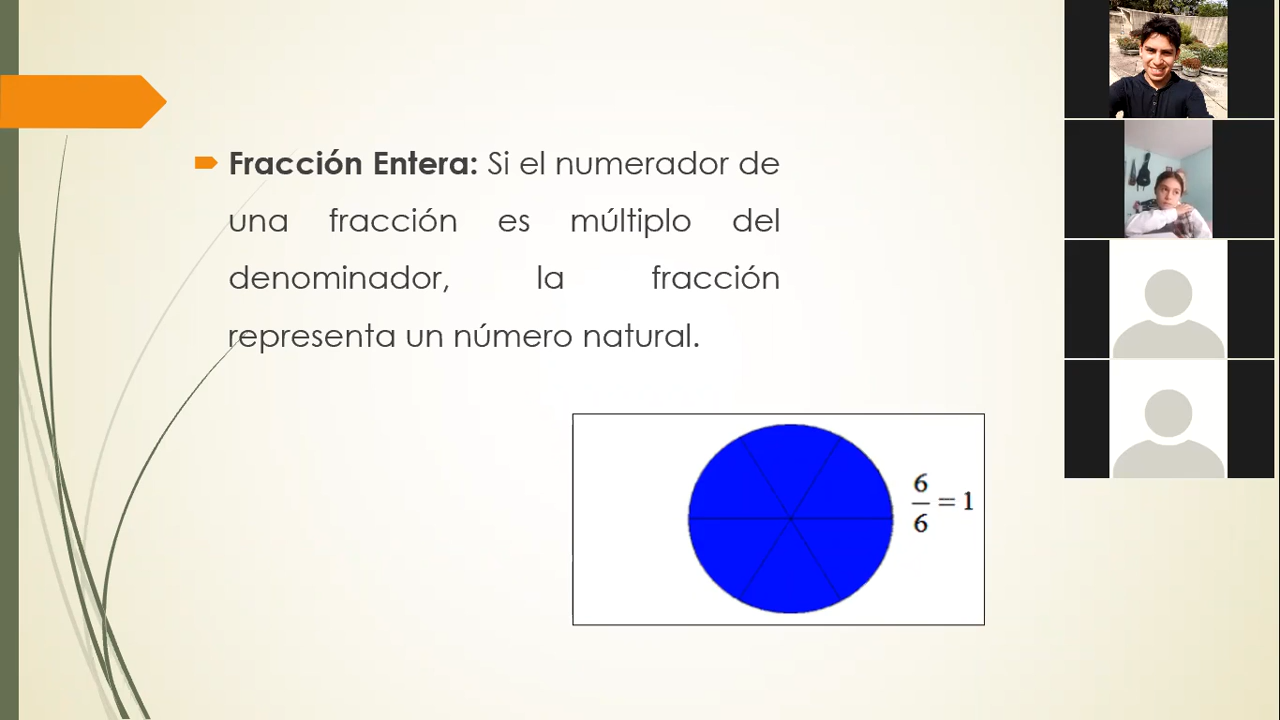 Fracción Entera: Si el numerador de
una fracción es múltiplo del
denominador, la fracción
representa un número natural.
6/6 = 1